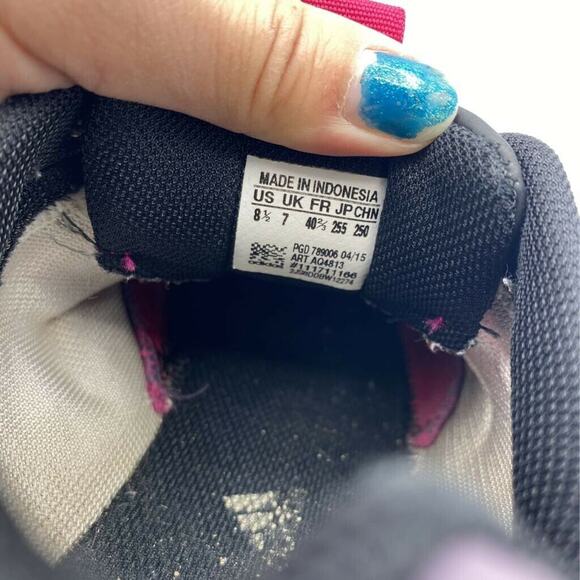 MADE IN INDONESIA
US UK FR JP CHN
8½ 7 40⅔ 255 250
PGD 789006 04/15
ART AQ4813
#111711166